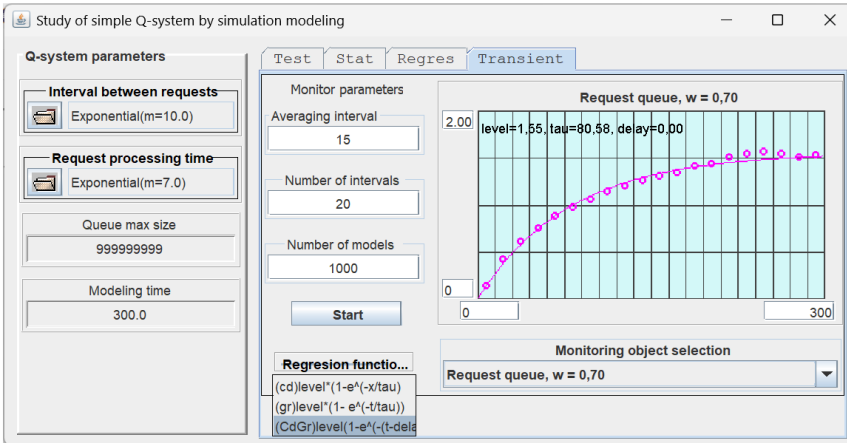 Study of simple Q-system by simulation modeling
Q-system parameters
Interval between requests
Exponential(m=10.0)
Request processing time
Exponential(m=7.0)
Queue max size
999999999
Modeling time
300.0
Test
Stat
Regres
Transient
Monitor parameters
Averaging interval
15
Number of intervals
20
Number of models
1000
Start
Regresion functio...
(cd)level*(1-e^(-x/tau)
(gr)level*(1- e^(-t/tau))
(CdGr)level(1-e^(-(t-dela
Request queue, w = 0,70
2.00
level=1,55, tau=80,58, delay=0,00
0
0
300
Monitoring object selection
Request queue, w = 0,70